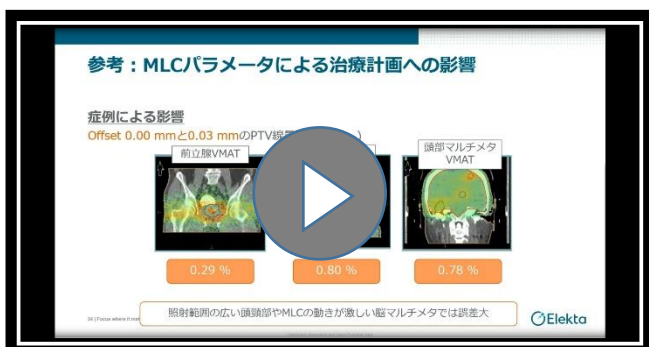 参考：MLCパラメータによる治療計画への影響
症例による影響
Offset 0.00 mmと0.03 mmのPTV線
前立腺VMAT
頭部マルチメタ
VMAT
0.29 %
0.80 %
0.78 %
照射範囲の広い頭頸部やMLCの動きが激しい脳マルチメタでは誤差大
Elekta